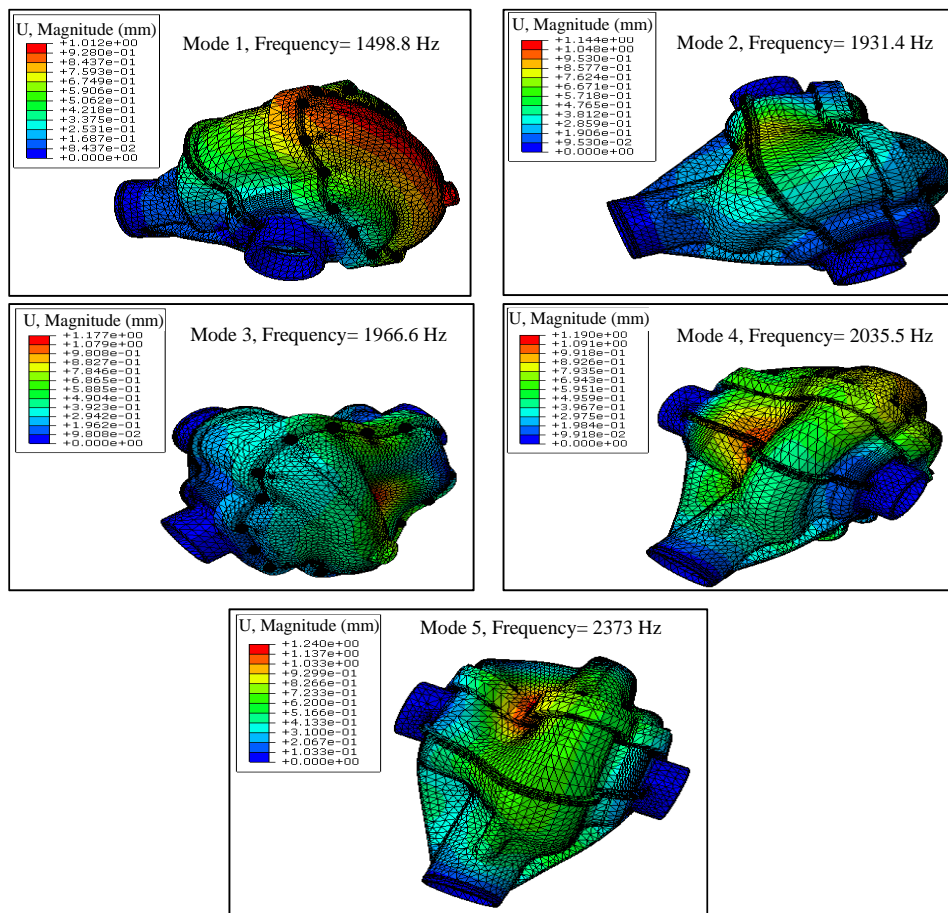 U, Magnitude (mm)
+1.012e+00
+9.280e-01
+8.437e-01
+7.593e-01
+6.749e-01
+5.906e-01
+5.062e-01
+4.218e-01
+3.375e-01
+2.531e-01
+1.687e-01
+8.437e-02
+0.000e+00
Mode 1, Frequency= 1498.8 Hz
U, Magnitude (mm)
+1.144e+00
+1.048e+00
+9.530e-01
+8.577e-01
+7.624e-01
+6.671e-01
+5.718e-01
+4.765e-01
+3.812e-01
+2.859e-01
+1.906e-01
+9.530e-02
+0.000e+00
Mode 2, Frequency= 1931.4 Hz
U, Magnitude (mm)
+1.177e+00
+1.079e+00
+9.808e-01
+8.827e-01
+7.846e-01
+6.865e-01
+5.885e-01
+4.904e-01
+3.923e-01
+2.942e-01
+1.962e-01
+9.808e-02
+0.000e+00
Mode 3, Frequency= 1966.6 Hz
U, Magnitude (mm)
+1.190e+00
+1.091e+00
+9.918e-01
+8.926e-01
+7.935e-01
+6.943e-01
+5.951e-01
+4.959e-01
+3.967e-01
+2.975e-01
+1.984e-01
+9.918e-02
+0.000e+00
Mode 4, Frequency= 2035.5 Hz
U, Magnitude (mm)
+1.240e+00
+1.137e+00
+1.033e+00
+9.299e-01
+8.266e-01
+7.233e-01
+6.200e-01
+5.166e-01
+4.133e-01
+3.100e-01
+2.067e-01
+1.033e-01
+0.000e+00
Mode 5, Frequency= 2373 Hz